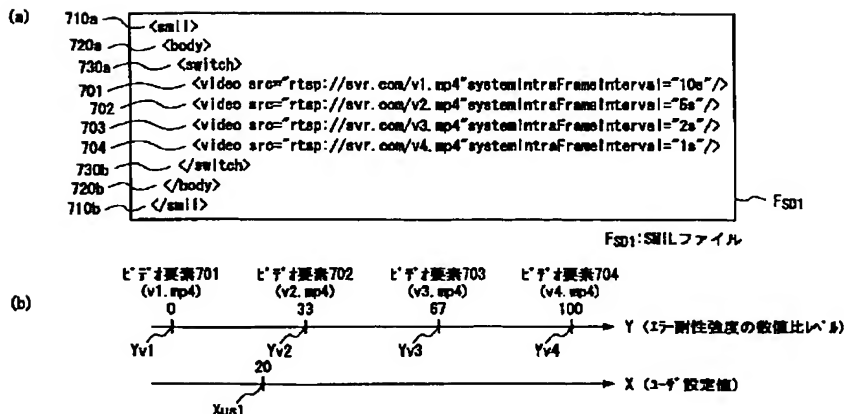 (a)
710a <smil>
720a <body>
730a <switch>
701 <video src="rtsp://svr.com/v1.mp4"systemIntraFrameInterval="10s"/>
702 <video src="rtsp://svr.com/v2.mp4"systemIntraFrameInterval="5s"/>
703 <video src="rtsp://svr.com/v3.mp4"systemIntraFrameInterval="2s"/>
704 <video src="rtsp://svr.com/v4.mp4"systemIntraFrameInterval="1s"/>
730b </switch>
720b </body>
710b </smil>
FSD1
FSD1:SMILファイル
(b)
ビデオ要素701 ビデオ要素702 ビデオ要素703 ビデオ要素704
(v1.mp4) (v2.mp4) (v3.mp4) (v4.mp4)
0 33 67 100
Y (エラー耐性強度の数値比レベル)
Yv1 Yv2 Yv3 Yv4
20
X (ユーザ設定値)
Xus1